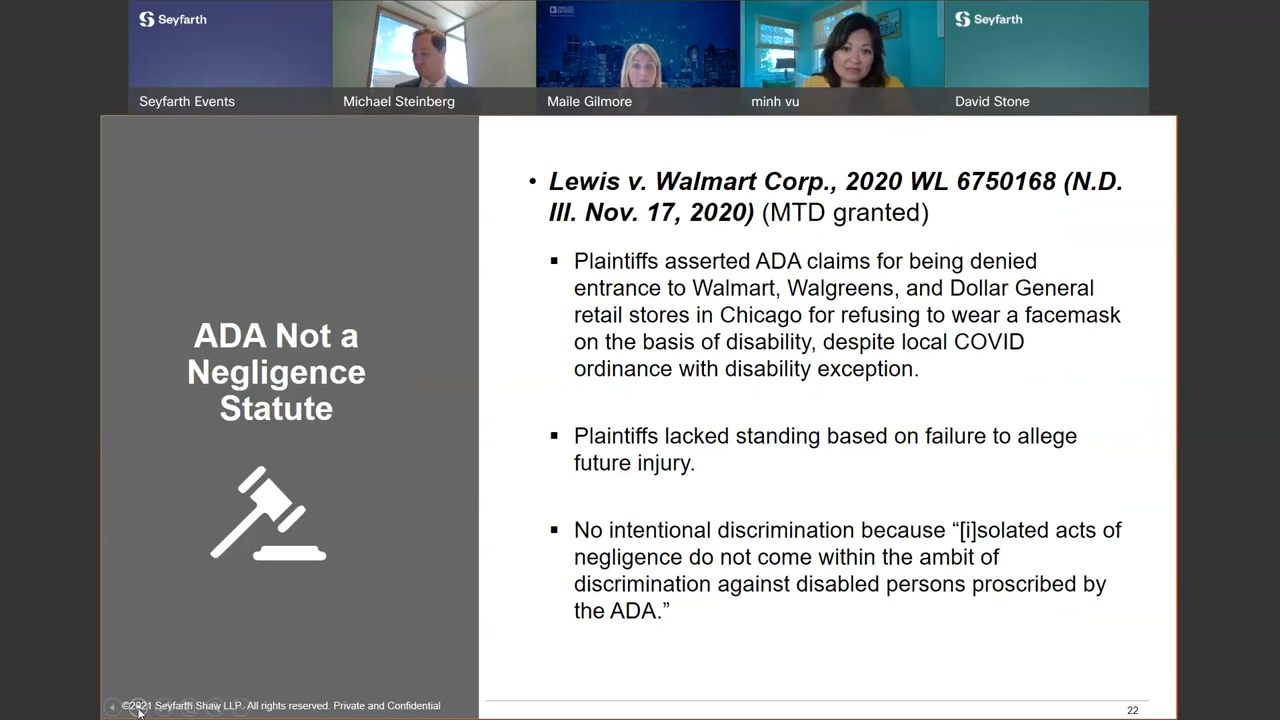 Seyfarth
Seyfarth
Seyfarth Events
Michael Steinberg
Maile Gilmore
minh vu
David Stone
ADA Not a
Negligence
Statute
• Lewis v. Walmart Corp., 2020 WL 6750168 (N.D.
Ill. Nov. 17, 2020) (MTD granted)
▪ Plaintiffs asserted ADA claims for being denied
entrance to Walmart, Walgreens, and Dollar General
retail stores in Chicago for refusing to wear a facemask
on the basis of disability, despite local COVID
ordinance with disability exception.
▪ Plaintiffs lacked standing based on failure to allege
future injury.
▪ No intentional discrimination because “[i]solated acts of
negligence do not come within the ambit of
discrimination against disabled persons proscribed by
the ADA.”
©2021 Seyfarth Shaw LLP. All rights reserved. Private and Confidential
22